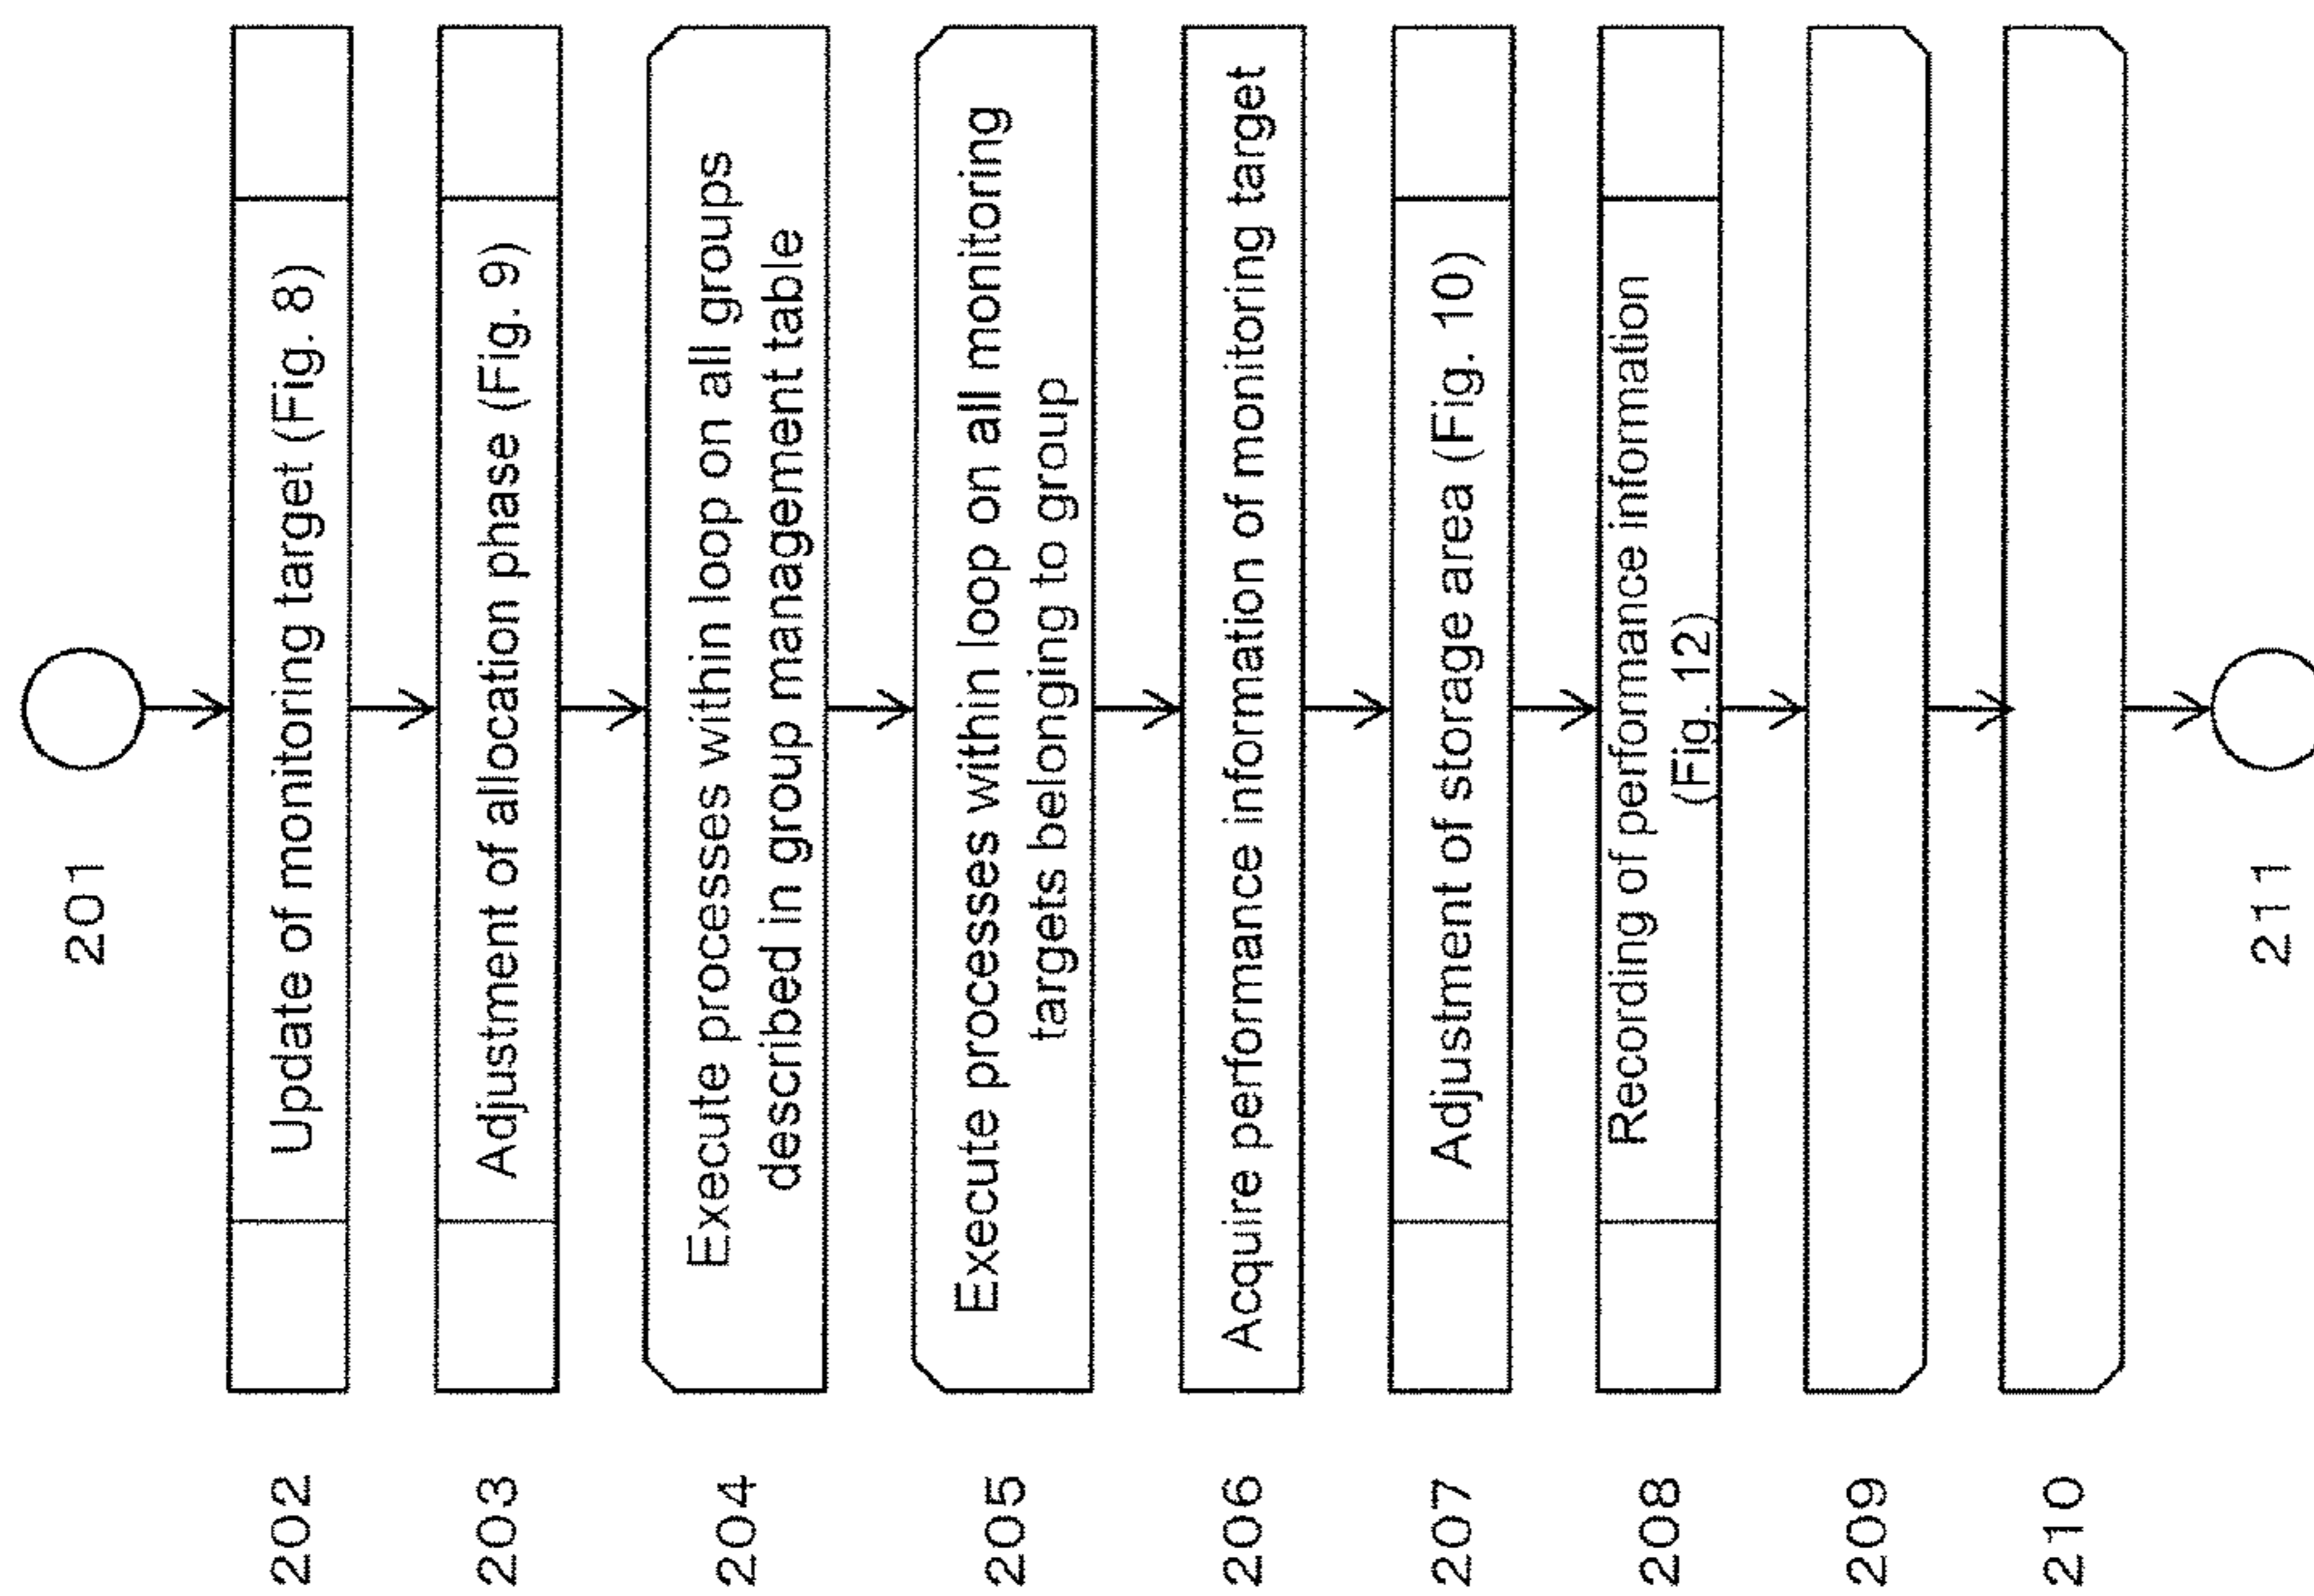 201
202
Update of monitoring target (Fig. 8)
203
Adjustment of allocation phase (Fig. 9)
204
Execute processes within loop on all groups
described in group management table
205
Execute processes within loop on all monitoring
targets belonging to group
206
Acquire performance information of monitoring target
207
Adjustment of storage area (Fig. 10)
208
Recording of performance information
(Fig. 12)
209
210
211